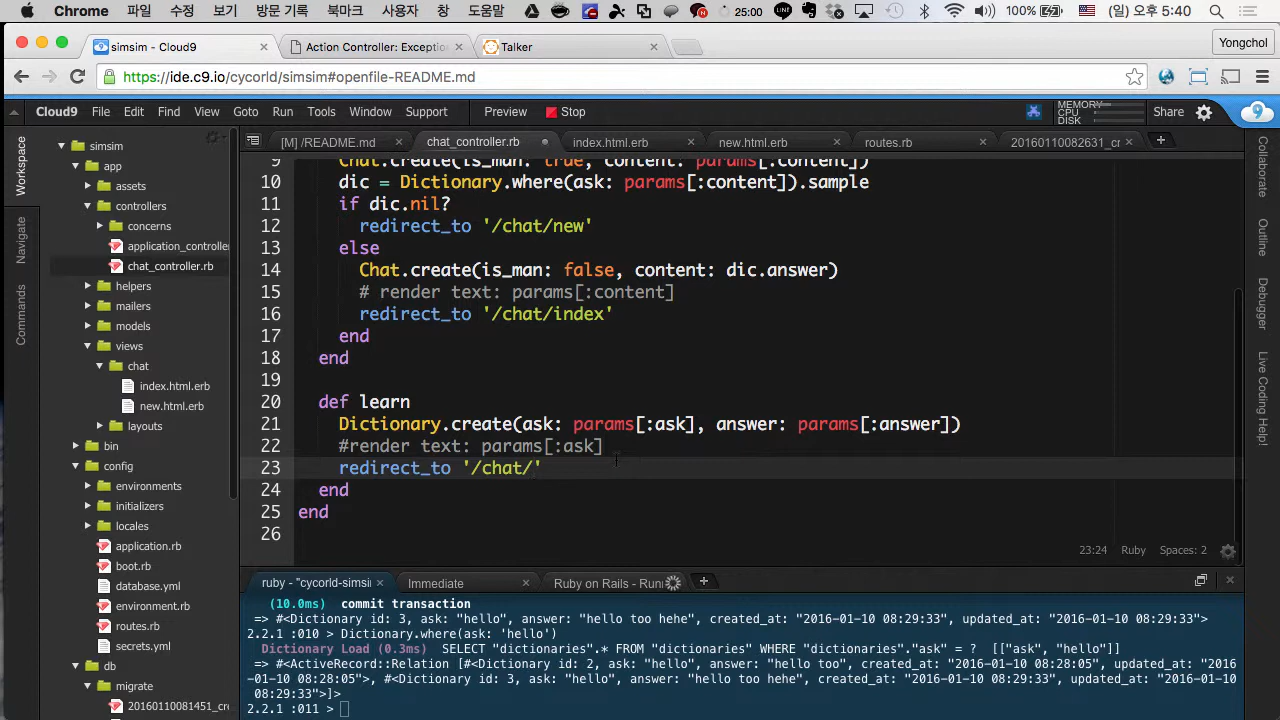 Chrome 파일 수정 보기 방문 기록 북마크 사용자 창 도움말 25:00 LINE 100% (일) 오후 5:40
simsim - Cloud9 Action Controller: Exceptio Talker Yongchol
https://ide.c9.io/cycorld/simsim#openfile-README.md
Cloud9 File Edit Find View Goto Run Tools Window Support Preview Stop MEMORY CPU DISK Share
[M] /README.md chat_controller.rb index.html.erb new.html.erb routes.rb 20160110082631_cr
Workspace
Navigate
Commands
simsim
app
assets
controllers
concerns
application_controlle
chat_controller.rb
helpers
mailers
models
views
chat
index.html.erb
new.html.erb
layouts
bin
config
environments
initializers
locales
application.rb
boot.rb
database.yml
environment.rb
routes.rb
secrets.yml
db
migrate
20160110081451_cr
9 Chat.create(is_man: true, content: params[:content])
10 dic = Dictionary.where(ask: params[:content]).sample
11 if dic.nil?
12 redirect_to '/chat/new'
13 else
14 Chat.create(is_man: false, content: dic.answer)
15 # render text: params[:content]
16 redirect_to '/chat/index'
17 end
18 end
19
20 def learn
21 Dictionary.create(ask: params[:ask], answer: params[:answer])
22 #render text: params[:ask]
23 redirect_to '/chat/'
24 end
25 end
26
23:24 Ruby Spaces: 2
Collaborate
Outline
Debugger
Live Coding Help!
ruby - "cycorld-simsi Immediate Ruby on Rails - Run
(10.0ms) commit transaction
=> #<Dictionary id: 3, ask: "hello", answer: "hello too hehe", created_at: "2016-01-10 08:29:33", updated_at: "2016-01-10 08:29:33">
2.2.1 :010 > Dictionary.where(ask: 'hello')
Dictionary Load (0.3ms) SELECT "dictionaries".* FROM "dictionaries" WHERE "dictionaries"."ask" = ? [["ask", "hello"]]
=> #<ActiveRecord::Relation [#<Dictionary id: 2, ask: "hello", answer: "hello too", created_at: "2016-01-10 08:28:05", updated_at: "2016
-01-10 08:28:05">, #<Dictionary id: 3, ask: "hello", answer: "hello too hehe", created_at: "2016-01-10 08:29:33", updated_at: "2016-01-10
08:29:33">]>
2.2.1 :011 >